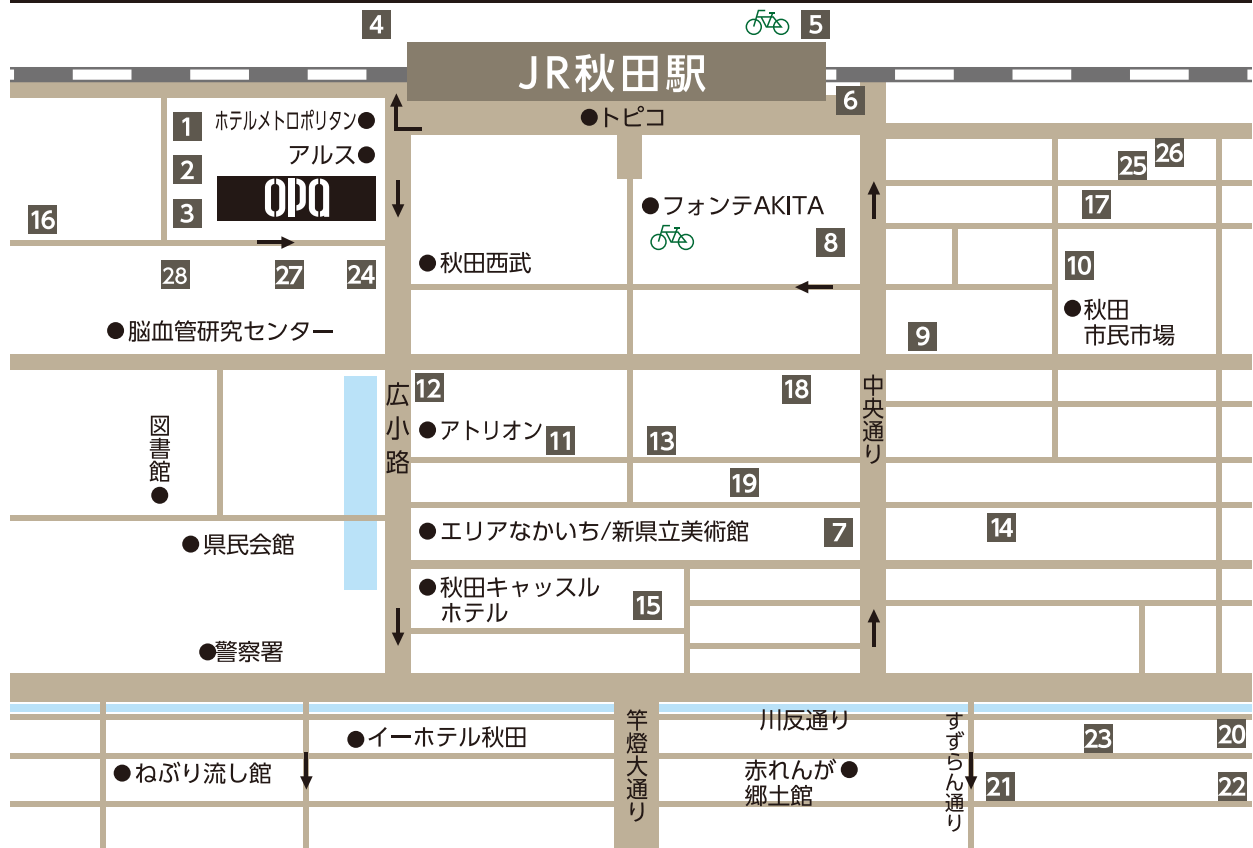 4
5
JR秋田駅
6
1
ホテルメトロポリタン
トピコ
アルス
2
25
26
OPA
3
16
フォンテAKITA
17
8
28
27
24
秋田西武
10
脳血管研究センター
9
秋田
市民市場
広小路
12
18
中央通り
図書館
アトリオン
11
13
19
県民会館
エリアなかいち/新県立美術館
7
14
秋田キャッスル
ホテル
15
警察署
イーホテル秋田
竿燈大通り
川反通り
すずらん通り
23
20
ねぶり流し館
赤れんが
郷土館
21
22